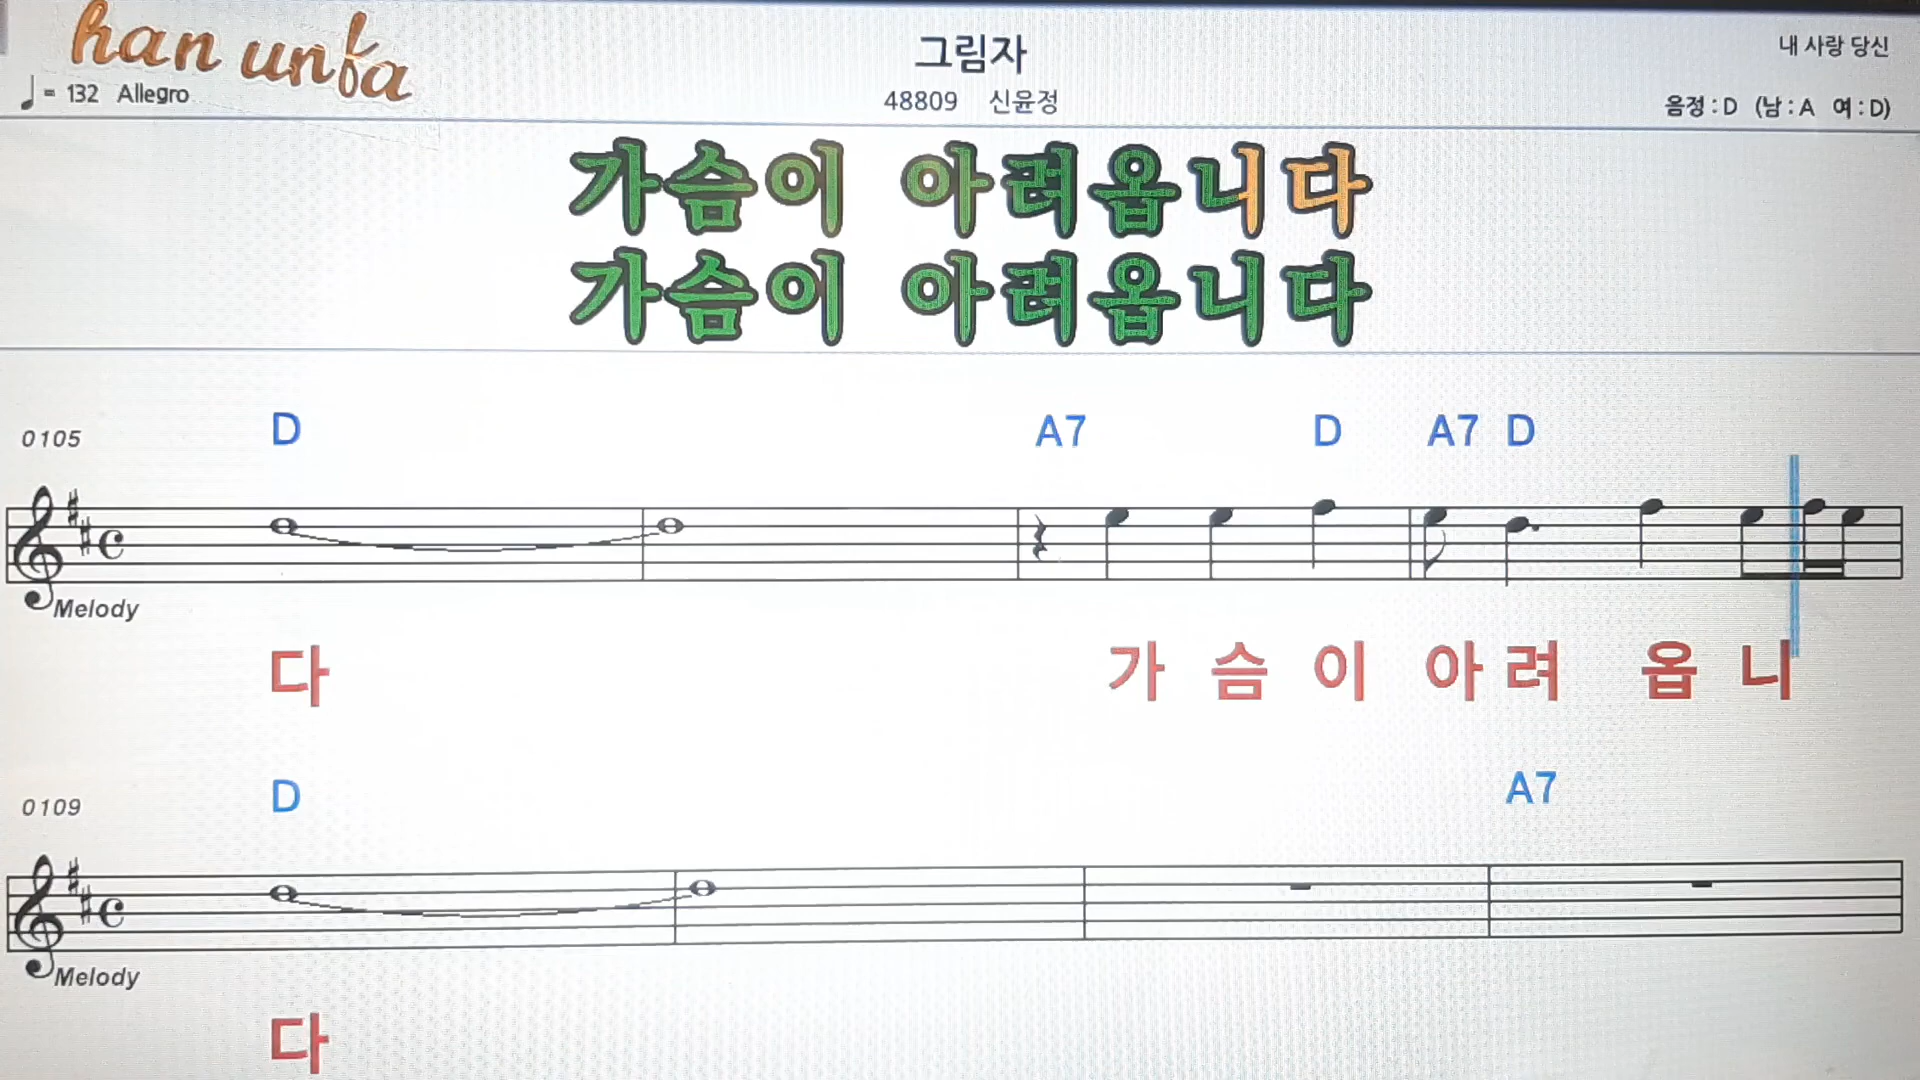 han unfa
♩ = 132 Allegro
그림자
48809 신윤정
내 사랑 당신
음정 : D (남 : A 여 : D)
가슴이 아려옵니다
가슴이 아려옵니다
0105 D A7 D A7 D
Melody
다 가 슴 이 아 려 옵 니
0109 D A7
Melody
다